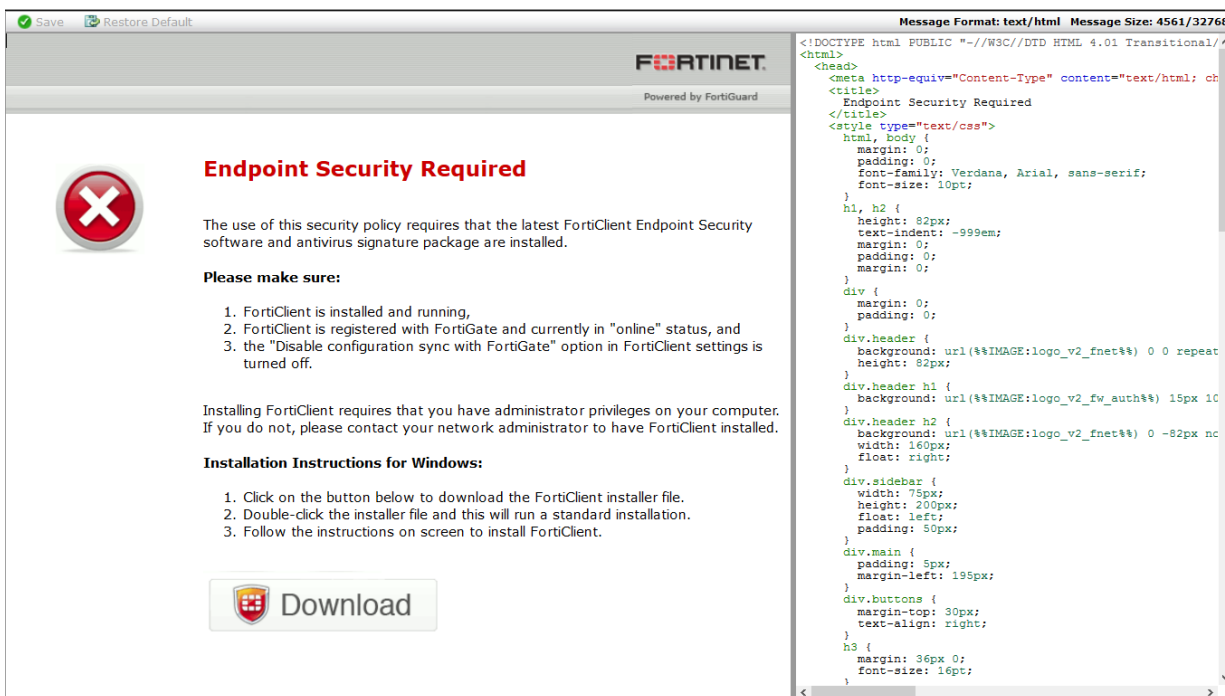 Save Restore Default Message Format: text/html Message Size: 4561/32768
FORTINET
Powered by FortiGuard
Endpoint Security Required
The use of this security policy requires that the latest FortiClient Endpoint Security
software and antivirus signature package are installed.
Please make sure:
1. FortiClient is installed and running,
2. FortiClient is registered with FortiGate and currently in "online" status, and
3. the "Disable configuration sync with FortiGate" option in FortiClient settings is
turned off.
Installing FortiClient requires that you have administrator privileges on your computer.
If you do not, please contact your network administrator to have FortiClient installed.
Installation Instructions for Windows:
1. Click on the button below to download the FortiClient installer file.
2. Double-click the installer file and this will run a standard installation.
3. Follow the instructions on screen to install FortiClient.
Download
<!DOCTYPE html PUBLIC "-//W3C//DTD HTML 4.01 Transitional/
<html>
<head>
<meta http-equiv="Content-Type" content="text/html; ch
<title>
Endpoint Security Required
</title>
<style type="text/css">
html, body {
margin: 0;
padding: 0;
font-family: Verdana, Arial, sans-serif;
font-size: 10pt;
}
h1, h2 {
height: 82px;
text-indent: -999em;
margin: 0;
padding: 0;
margin: 0;
}
div {
margin: 0;
padding: 0;
}
div.header {
background: url(%%IMAGE:logo_v2_fnet%%) 0 0 repeat
height: 82px;
}
div.header h1 {
background: url(%%IMAGE:logo_v2_fw_auth%%) 15px 10
}
div.header h2 {
background: url(%%IMAGE:logo_v2_fnet%%) 0 -82px no
width: 160px;
float: right;
}
div.sidebar {
width: 75px;
height: 200px;
float: left;
padding: 50px;
}
div.main {
padding: 5px;
margin-left: 195px;
}
div.buttons {
margin-top: 30px;
text-align: right;
}
h3 {
margin: 36px 0;
font-size: 16pt;
}